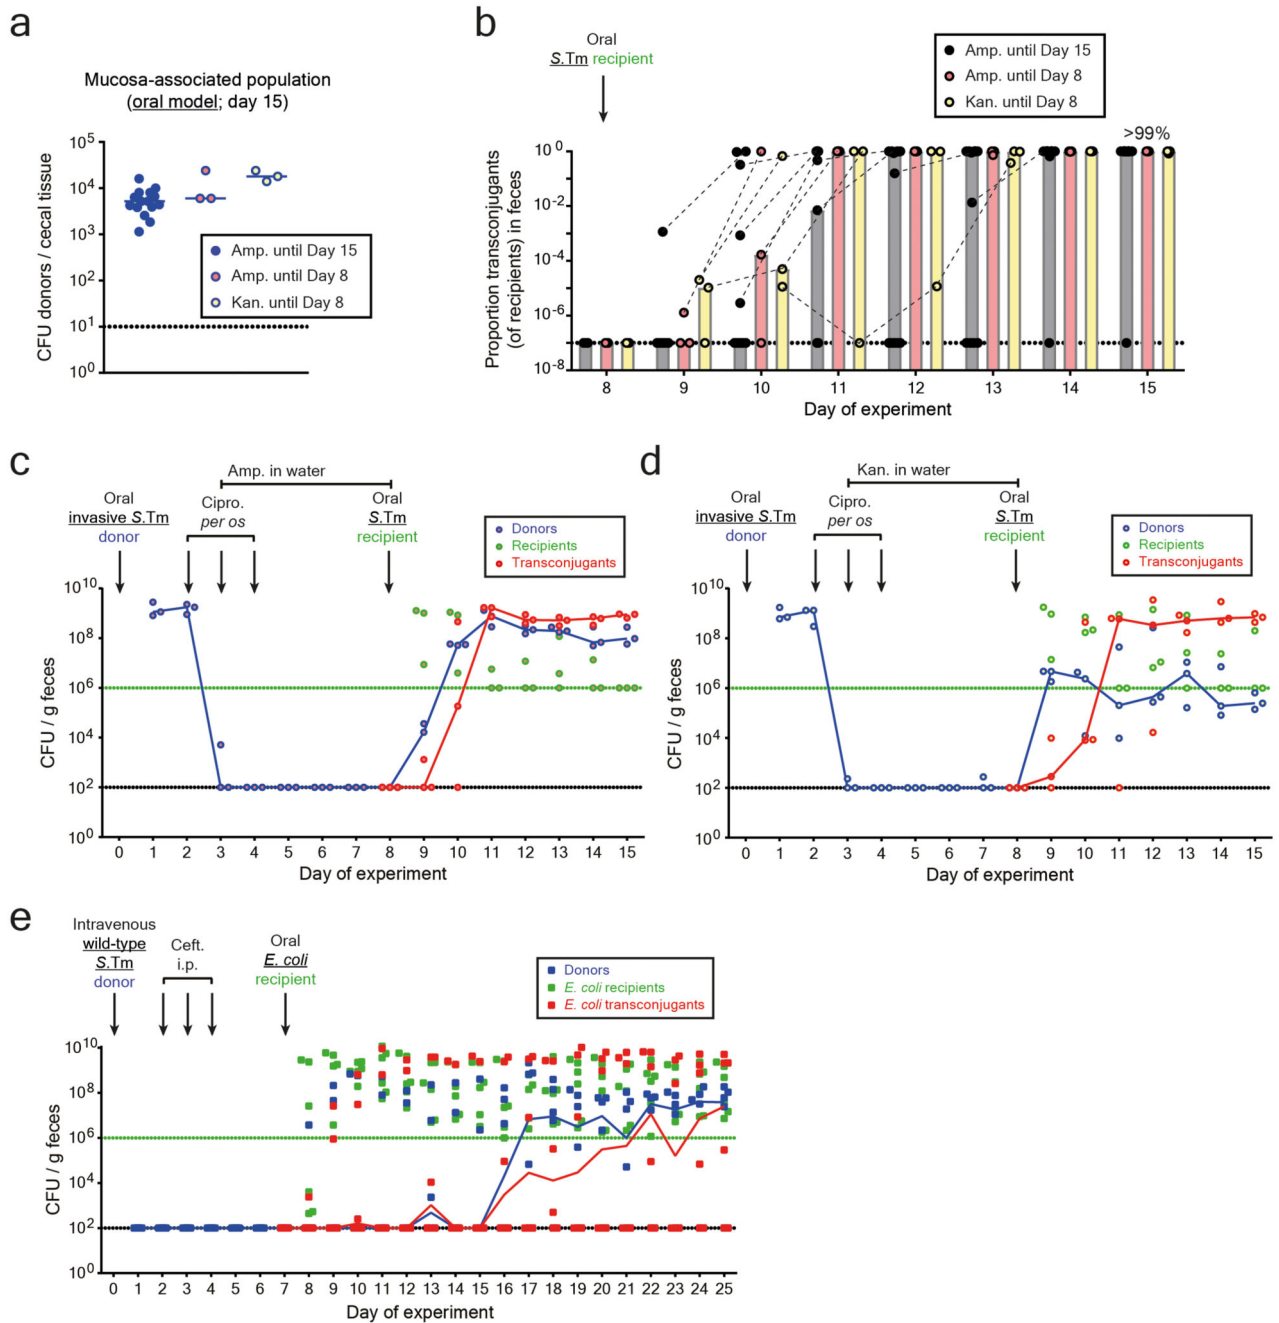 a
Mucosa-associated population
(oral model; day 15)
CFU donors / cecal tissue
10^5
10^4
10^3
10^2
10^1
10^0
Amp. until Day 15
Amp. until Day 8
Kan. until Day 8
b
Oral
S.Tm recipient
Amp. until Day 15
Amp. until Day 8
Kan. until Day 8
>99%
Proportion transconjugants
(of recipients) in feces
10^0
10^-2
10^-4
10^-6
10^-8
8 9 10 11 12 13 14 15
Day of experiment
c
Amp. in water
Oral
invasive S.Tm
donor
Cipro.
per os
Oral
S.Tm
recipient
Donors
Recipients
Transconjugants
CFU / g feces
10^10
10^8
10^6
10^4
10^2
10^0
0 1 2 3 4 5 6 7 8 9 10 11 12 13 14 15
Day of experiment
d
Kan. in water
Oral
invasive S.Tm
donor
Cipro.
per os
Oral
S.Tm
recipient
Donors
Recipients
Transconjugants
CFU / g feces
10^10
10^8
10^6
10^4
10^2
10^0
0 1 2 3 4 5 6 7 8 9 10 11 12 13 14 15
Day of experiment
e
Intravenous
wild-type
S.Tm
donor
Ceft.
i.p.
Oral
E. coli
recipient
Donors
E. coli recipients
E. coli transconjugants
CFU / g feces
10^10
10^8
10^6
10^4
10^2
10^0
0 1 2 3 4 5 6 7 8 9 10 11 12 13 14 15 16 17 18 19 20 21 22 23 24 25
Day of experiment